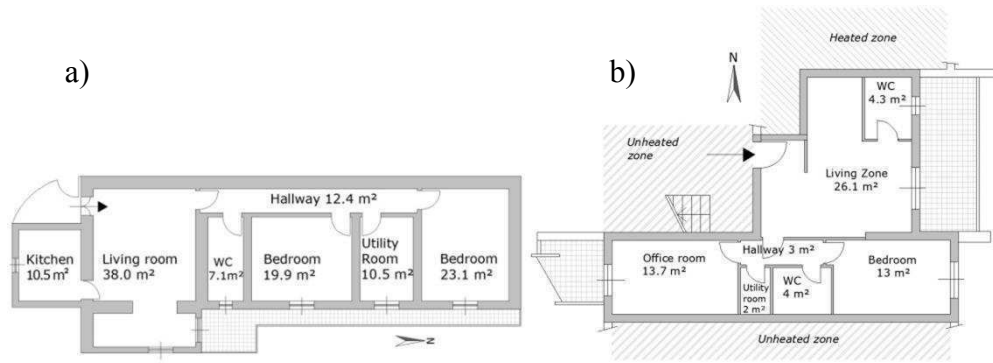 a)
Hallway 12.4 m²
Kitchen
10.5 m²
Living room
38.0 m²
WC
7.1m²
Bedroom
19.9 m²
Utility
Room
10.5 m²
Bedroom
23.1 m²
N
b)
N
Heated zone
WC
4.3 m²
Unheated
zone
Living Zone
26.1 m²
Hallway 3 m²
Office room
13.7 m²
Bedroom
13 m²
Utility
room
2 m²
WC
4 m²
Unheated zone